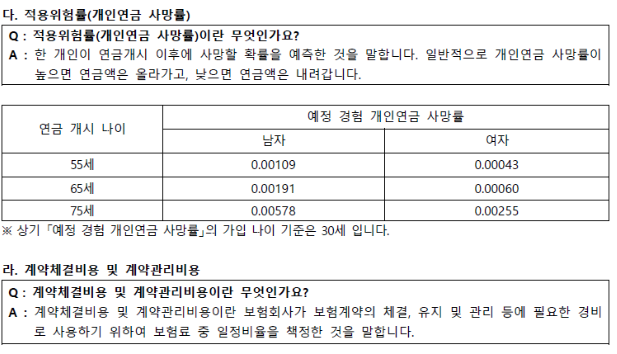 다. 적용위험률(개인연금 사망률)
Q : 적용위험률(개인연금 사망률)이란 무엇인가요?
A : 한 개인이 연금개시 이후에 사망할 확률을 예측한 것을 말합니다. 일반적으로 개인연금 사망률이
높으면 연금액은 올라가고, 낮으면 연금액은 내려갑니다.
연금 개시 나이 예정 경험 개인연금 사망률
남자 여자
55세 0.00109 0.00043
65세 0.00191 0.00060
75세 0.00578 0.00255
※ 상기 「예정 경험 개인연금 사망률」의 가입 나이 기준은 30세 입니다.
라. 계약체결비용 및 계약관리비용
Q : 계약체결비용 및 계약관리비용이란 무엇인가요?
A : 계약체결비용 및 계약관리비용이란 보험회사가 보험계약의 체결, 유지 및 관리 등에 필요한 경비
로 사용하기 위하여 보험료 중 일정비율을 책정한 것을 말합니다.